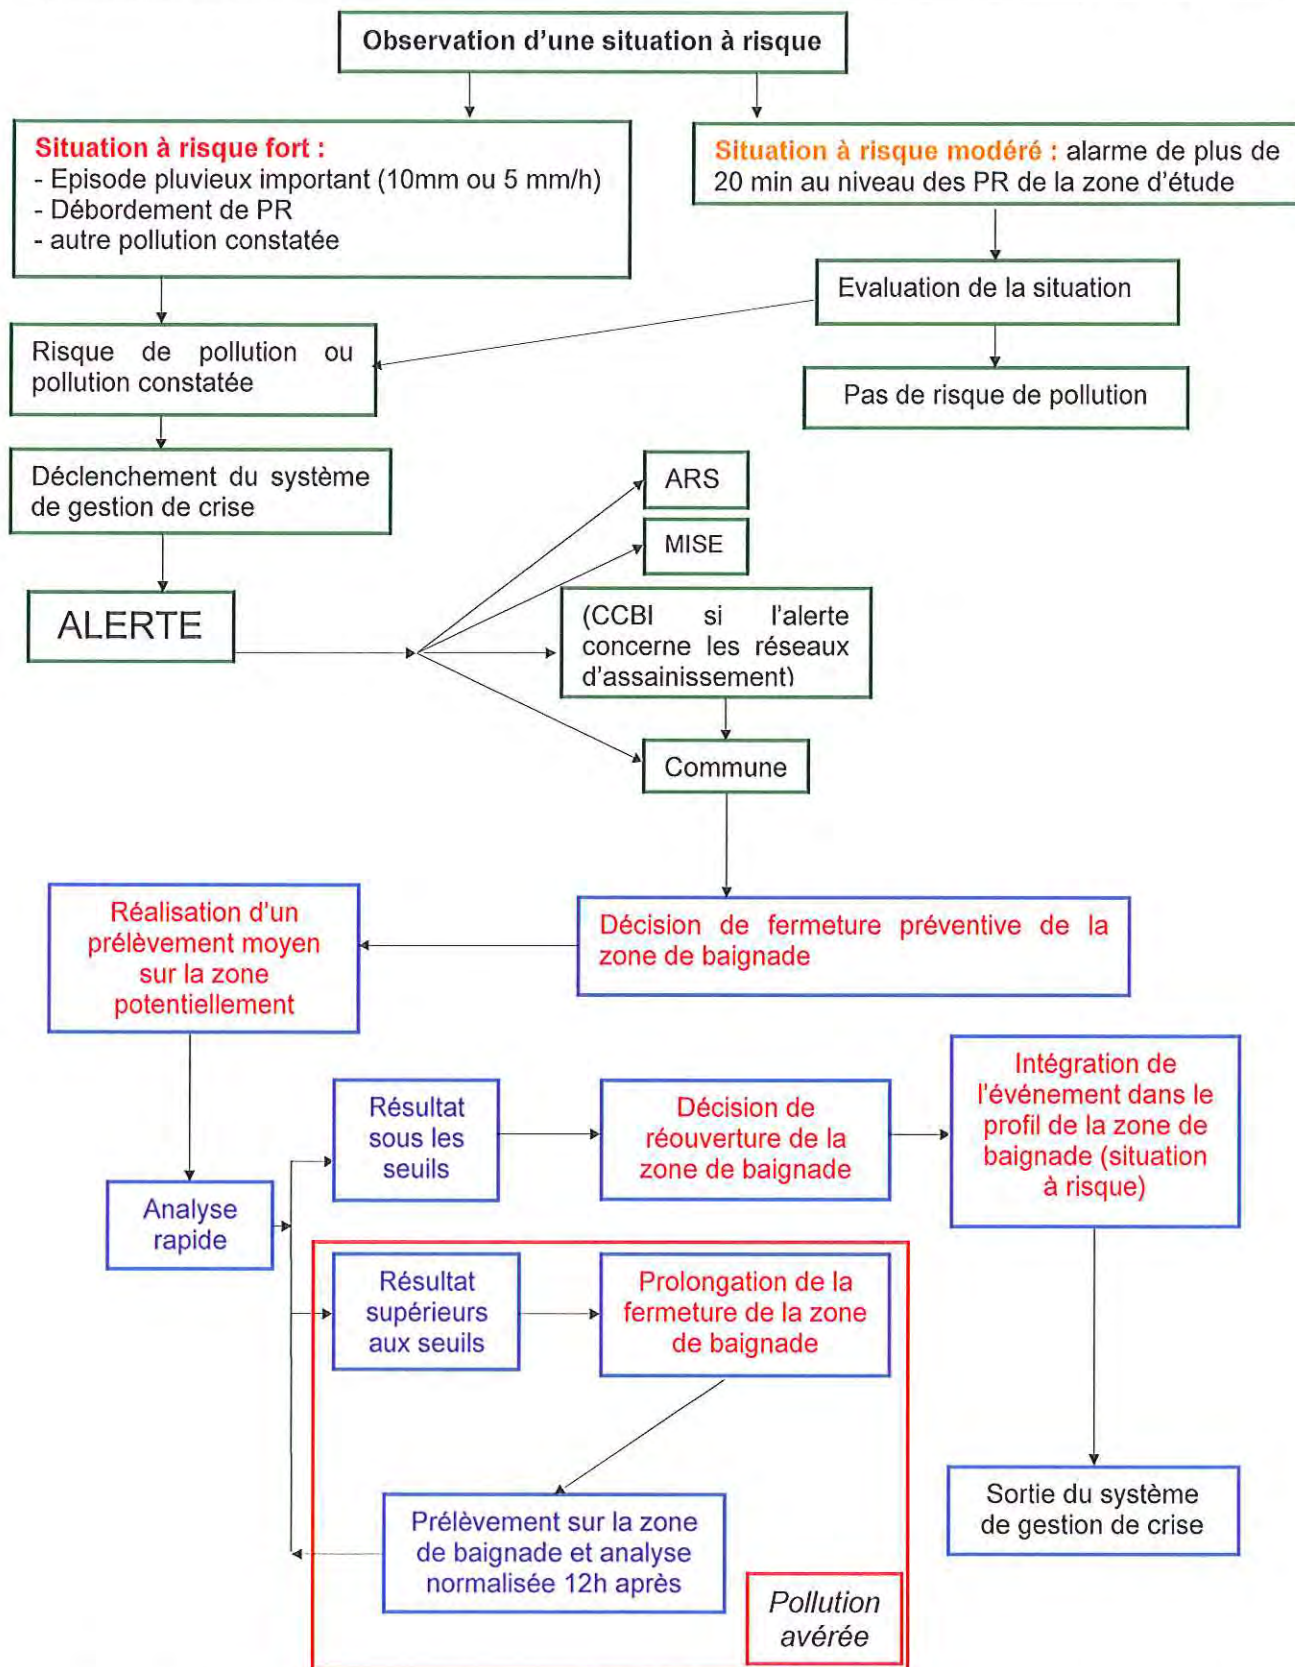 Observation d'une situation à risque
Situation à risque fort :
- Episode pluvieux important (10mm ou 5 mm/h)
- Débordement de PR
- autre pollution constatée
Situation à risque modéré : alarme de plus de
20 min au niveau des PR de la zone d'étude
Evaluation de la situation
Risque de pollution ou
pollution constatée
Pas de risque de pollution
Déclenchement du système
de gestion de crise
ARS
MISE
ALERTE
(CCBI si l'alerte
concerne les réseaux
d'assainissement)
Commune
Décision de fermeture préventive de la
zone de baignade
Réalisation d'un
prélèvement moyen
sur la zone
potentiellement
Analyse
rapide
Résultat
sous les
seuils
Décision de
réouverture de la
zone de baignade
Intégration de
l'événement dans le
profil de la zone de
baignade (situation
à risque)
Résultat
supérieurs
aux seuils
Prolongation de la
fermeture de la zone
de baignade
Prélèvement sur la zone
de baignade et analyse
normalisée 12h après
Sortie du système
de gestion de crise
Pollution
avérée